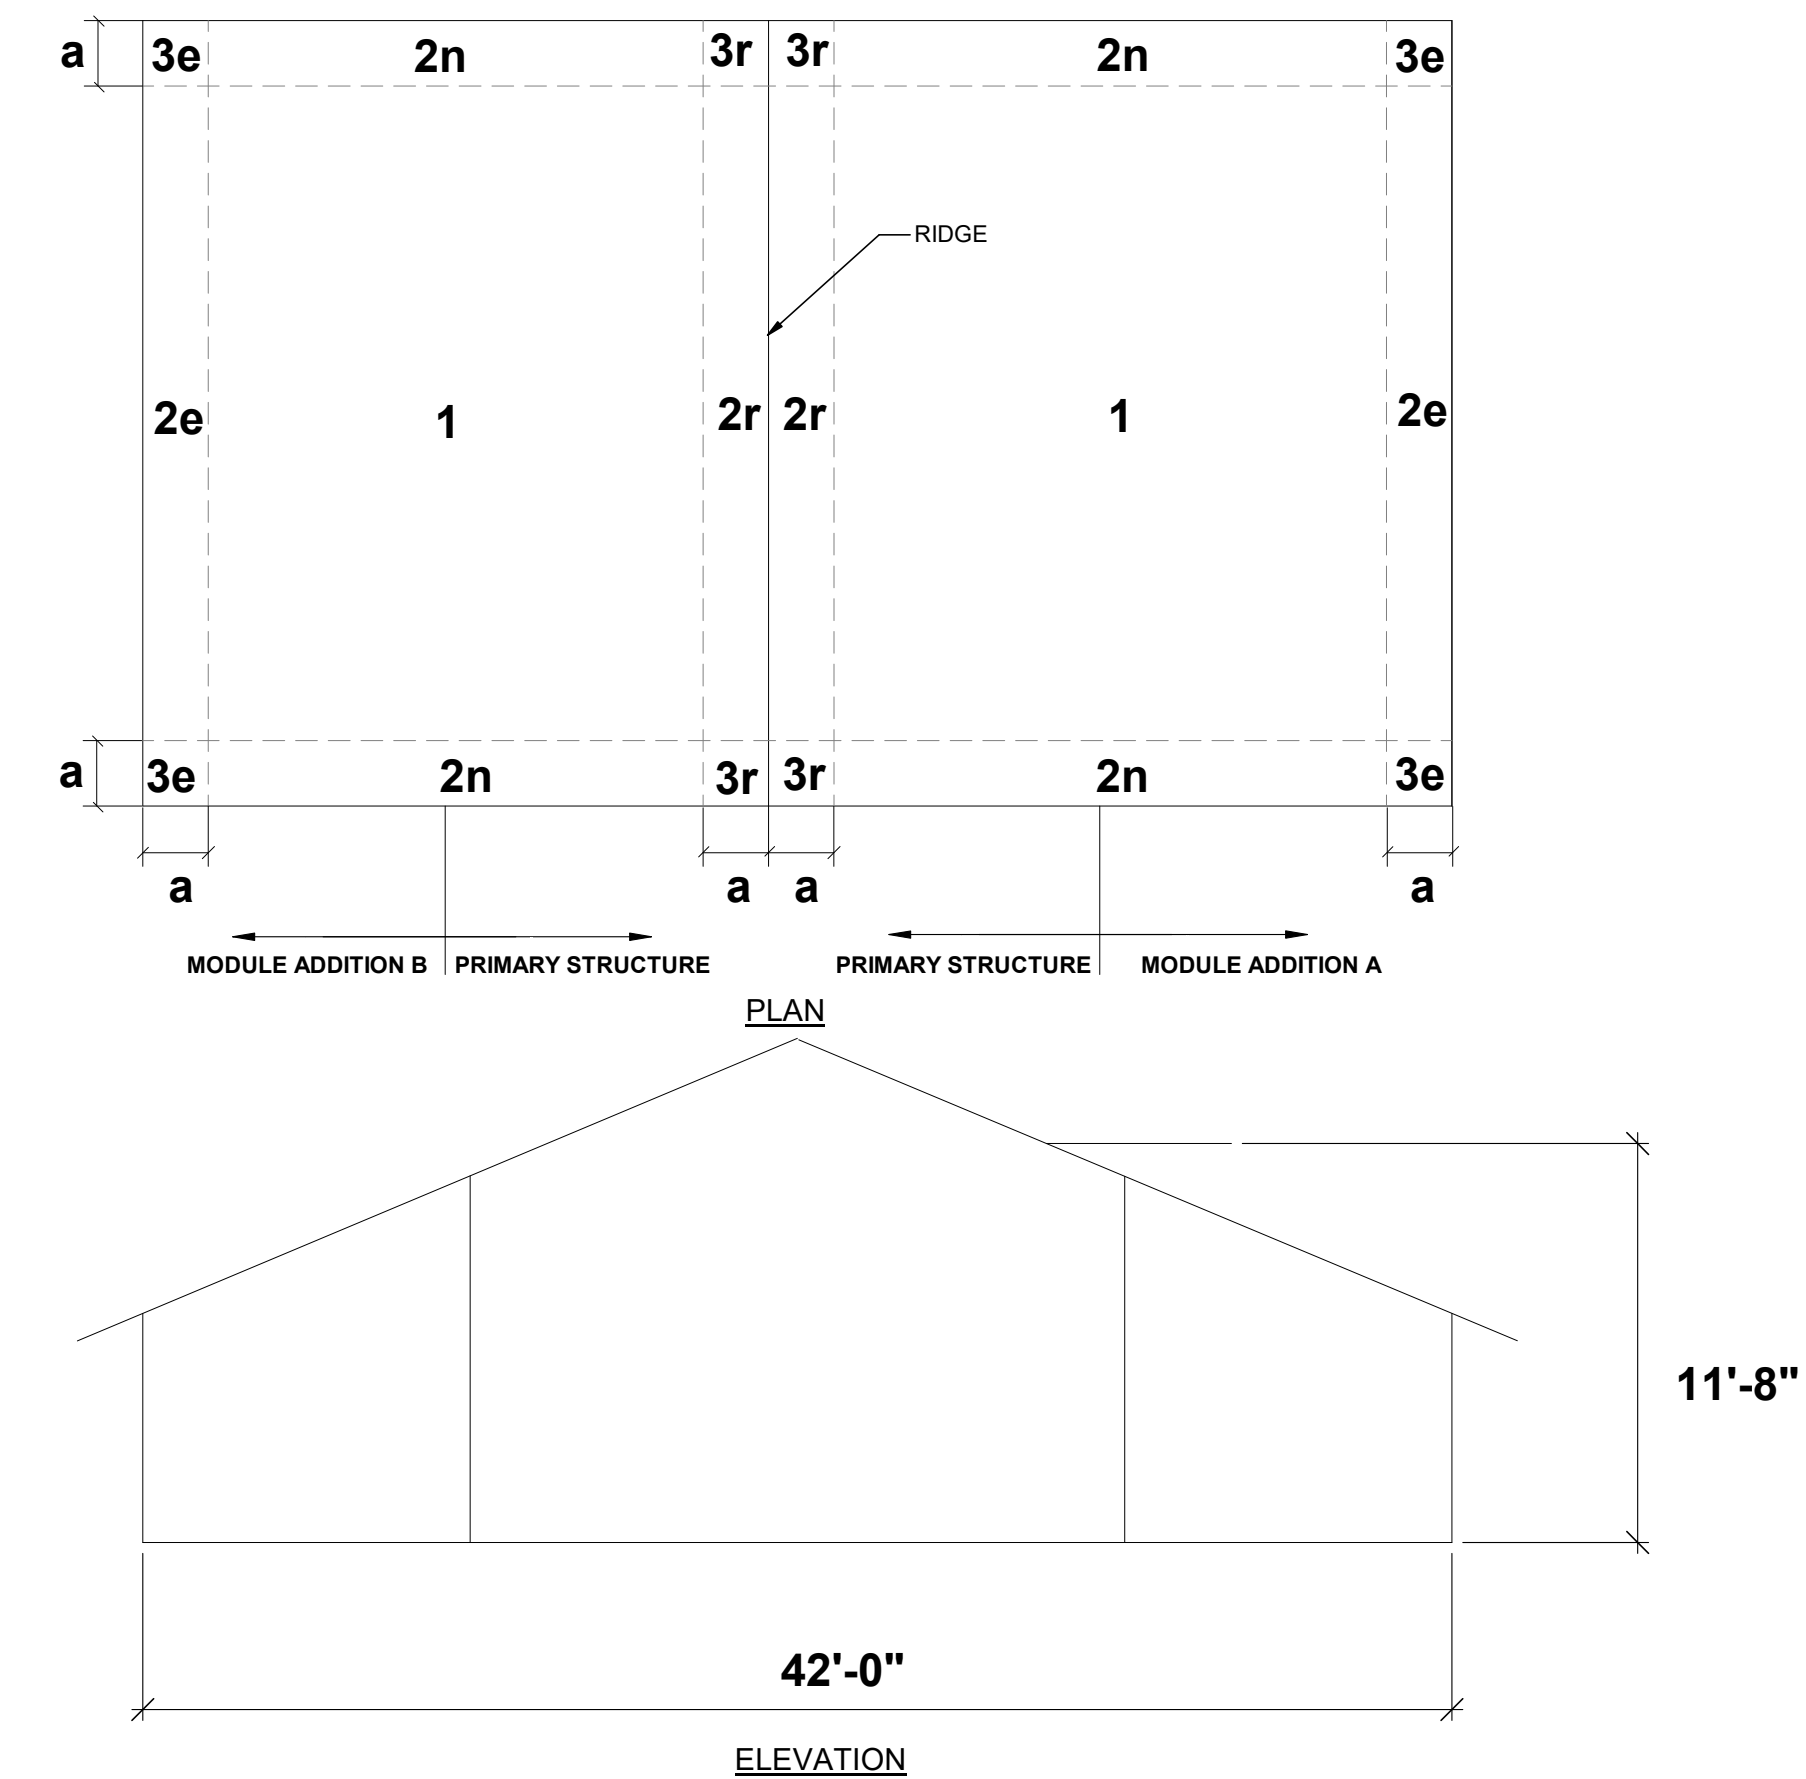 a 3e 2n 3r 3r 2n 3e
RIDGE
2e 1 2r 2r 1 2e
a 3e 2n 3r 3r 2n 3e
a a a a
MODULE ADDITION B PRIMARY STRUCTURE PRIMARY STRUCTURE MODULE ADDITION A
PLAN
11'-8"
42'-0"
ELEVATION